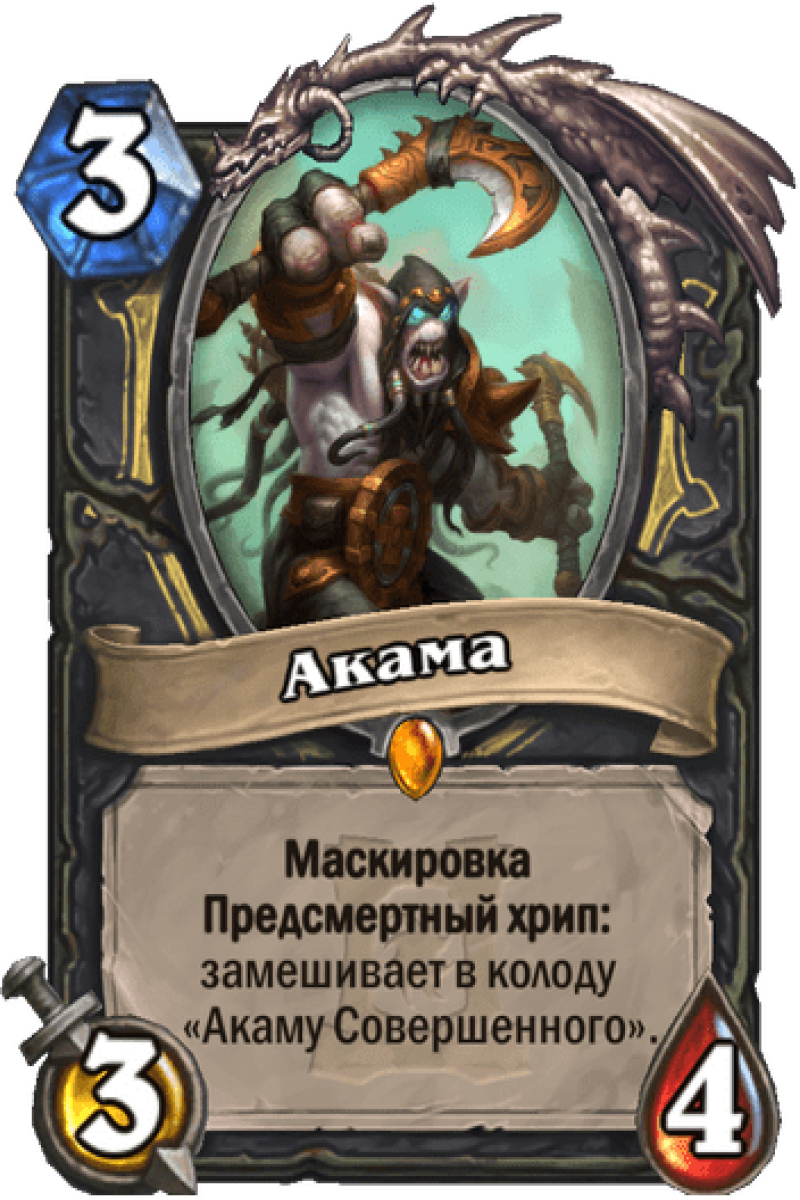 3
Акама
Маскировка
Предсмертный хрип:
замешивает в колоду
«Акаму Совершенного».
3
4